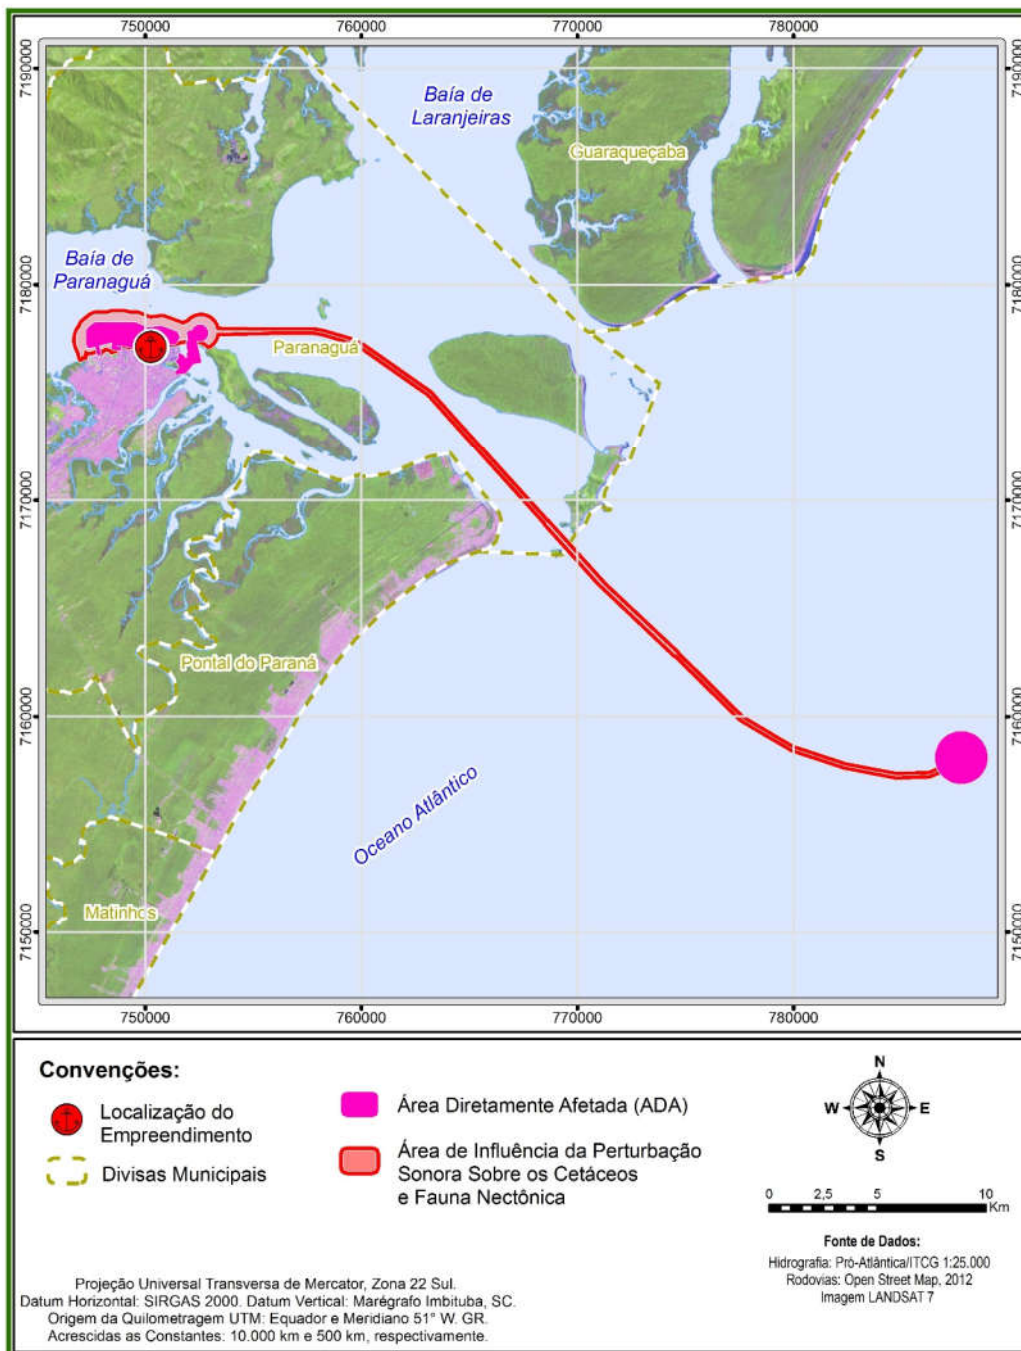 750000
760000
770000
780000
7190000
7190000
Baía de
Laranjeiras
Guaraqueçaba
Baía de
Paranaguá
7180000
7180000
Paranaguá
7170000
7170000
Pontal do Paraná
7160000
7160000
Oceano Atlântico
Matinhos
7150000
7150000
750000
760000
770000
780000
Convenções:
Localização do
Empreendimento
Divisas Municipais
Área Diretamente Afetada (ADA)
Área de Influência da Perturbação
Sonora Sobre os Cetáceos
e Fauna Nectônica
N
W
E
S
0 2,5 5 10
Km
Fonte de Dados:
Hidrografia: Pró-Atlântica/ITCG 1:25.000
Rodovias: Open Street Map, 2012
Imagem LANDSAT 7
Projeção Universal Transversa de Mercator, Zona 22 Sul.
Datum Horizontal: SIRGAS 2000. Datum Vertical: Marégrafo Imbituba, SC.
Origem da Quilometragem UTM: Equador e Meridiano 51° W. GR.
Acrescidas as Constantes: 10.000 km e 500 km, respectivamente.